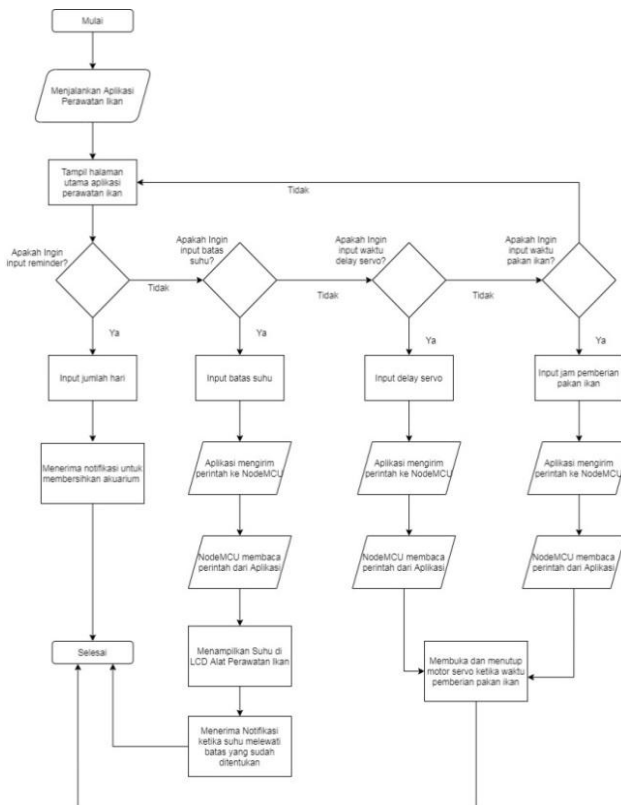 Mulai
Menjalankan Aplikasi
Perawatan Ikan
Tampil halaman
utama aplikasi
perawatan ikan
Tidak
Apakah Ingin
input reminder?
Apakah Ingin
input batas
suhu?
Apakah Ingin
input waktu
delay servo?
Apakah Ingin
input waktu
pakan ikan?
Tidak
Tidak
Tidak
Ya
Ya
Ya
Ya
Input jumlah hari
Input batas suhu
Input delay servo
Input jam pemberian
pakan ikan
Menerima notifikasi untuk
membersihkan akuarium
Aplikasi mengirim
perintah ke NodeMCU
Aplikasi mengirim
perintah ke NodeMCU
Aplikasi mengirim
perintah ke NodeMCU
NodeMCU membaca
perintah dari Aplikasi
NodeMCU membaca
perintah dari Aplikasi
NodeMCU membaca
perintah dari Aplikasi
Selesai
Menampilkan Suhu di
LCD Alat Perawatan Ikan
Membuka dan menutup
motor servo ketika waktu
pemberian pakan ikan
Menerima Notifikasi
ketika suhu melewati
batas yang sudah
ditentukan